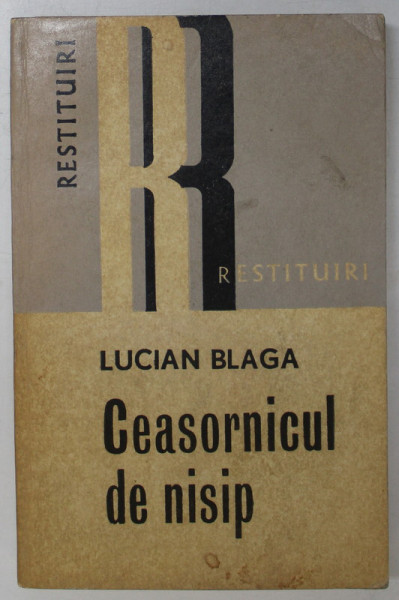 RESTITUIRI
R
RESTITUIRI
LUCIAN BLAGA
Ceasornicul
de nisip